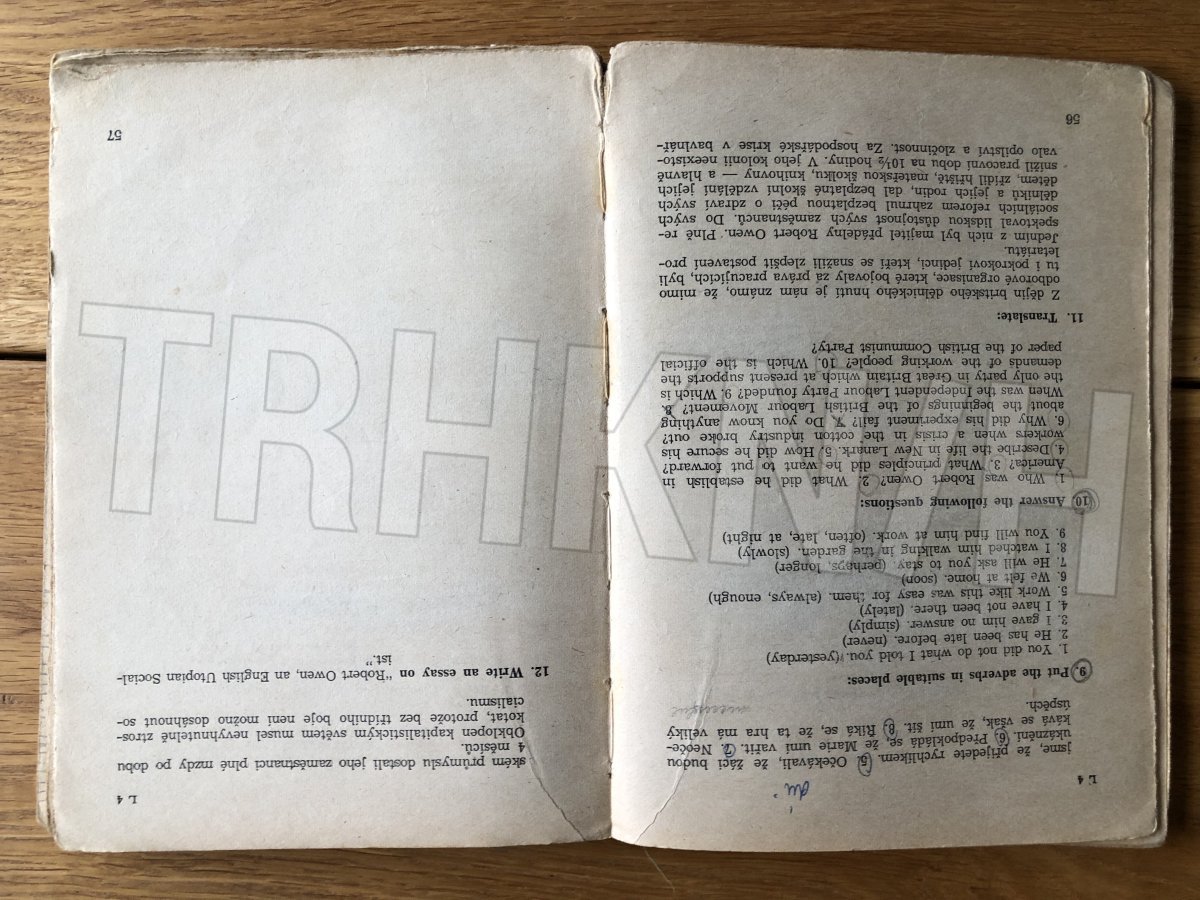 L 4
jsme, že přijedete rychlíkem. 5. Očekávali, že žáci budou
ukáznění. 6. Předpokládá se, že Marie umí vařit. 7. Neoče-
kává se však, že umí šít. 8. Říká se, že ta hra má veliký
úspěch.
9. Put the adverbs in suitable places:
1. You did not do what I told you. (yesterday)
2. He has been late before. (never)
3. I gave him no answer. (simply)
4. I have not been there. (lately)
5. Work like this was easy for them. (always, enough)
6. We felt at home. (soon)
7. He will ask you to stay. (perhaps, longer)
8. I watched him walking in the garden. (slowly)
9. You will find him at work. (often, late, at night)
10. Answer the following questions:
1. Who was Robert Owen? 2. What did he establish in
America? 3. What principles did he want to put forward?
4. Describe the life in New Lanark. 5. How did he secure his
workers when a crisis in the cotton industry broke out?
6. Why did his experiment fail? 7. Do you know anything
about the beginnings of the British Labour Movement? 8.
When was the Independent Labour Party founded? 9. Which is
the only party in Great Britain which at present supports the
demands of the working people? 10. Which is the official
paper of the British Communist Party?
11. Translate:
Z dějin britského dělnického hnutí je nám známo, že mimo
odborové organisace, které bojovaly za práva pracujících, byli
tu i pokrokoví jedinci, kteří se snažili zlepšit postavení pro-
letariátu.
Jedním z nich byl majitel přádelny Robert Owen. Plně re-
spektoval lidskou důstojnost svých zaměstnanců. Do svých
sociálních reforem zahrnul bezplatnou péči o zdraví svých
dělníků a jejich rodin, dal bezplatné školní vzdělání jejich
dětem, zřídil hřiště, mateřskou školku, knihovny — a hlavně
snížil pracovní dobu na 10½ hodiny. V jeho kolonii neexisto-
valo opilství a zločinnost. Za hospodářské krise v bavlnář-
56
L 4
ském průmyslu dostali jeho zaměstnanci plné mzdy po dobu
4 měsíců.
Obklopen kapitalistickým světem musel nevyhnutelně ztros-
kotat, protože bez třídního boje není možno dosáhnout so-
cialismu.
12. Write an essay on "Robert Owen, an English Utopian Social-
ist."
57
TRHKNIH